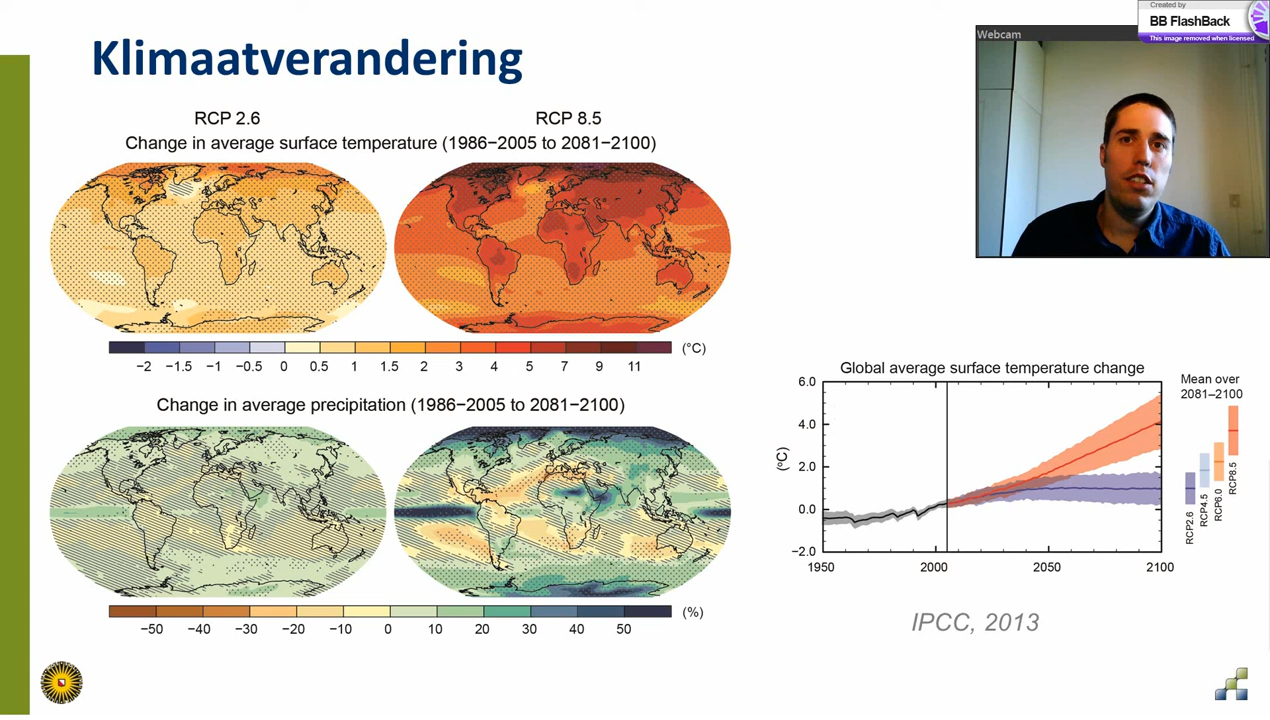 Klimaatverandering
RCP 2.6
RCP 8.5
Change in average surface temperature (1986−2005 to 2081−2100)
−2 −1.5 −1 −0.5 0 0.5 1 1.5 2 3 4 5 7 9 11
(°C)
Change in average precipitation (1986−2005 to 2081−2100)
−50 −40 −30 −20 −10 0 10 20 30 40 50
(%)
Created by
BB FlashBack
This image removed when licensed
Webcam
Global average surface temperature change
6.0
4.0
2.0
0.0
−2.0
(°C)
1950 2000 2050 2100
Mean over
2081–2100
RCP2.6
RCP4.5
RCP6.0
RCP8.5
IPCC, 2013